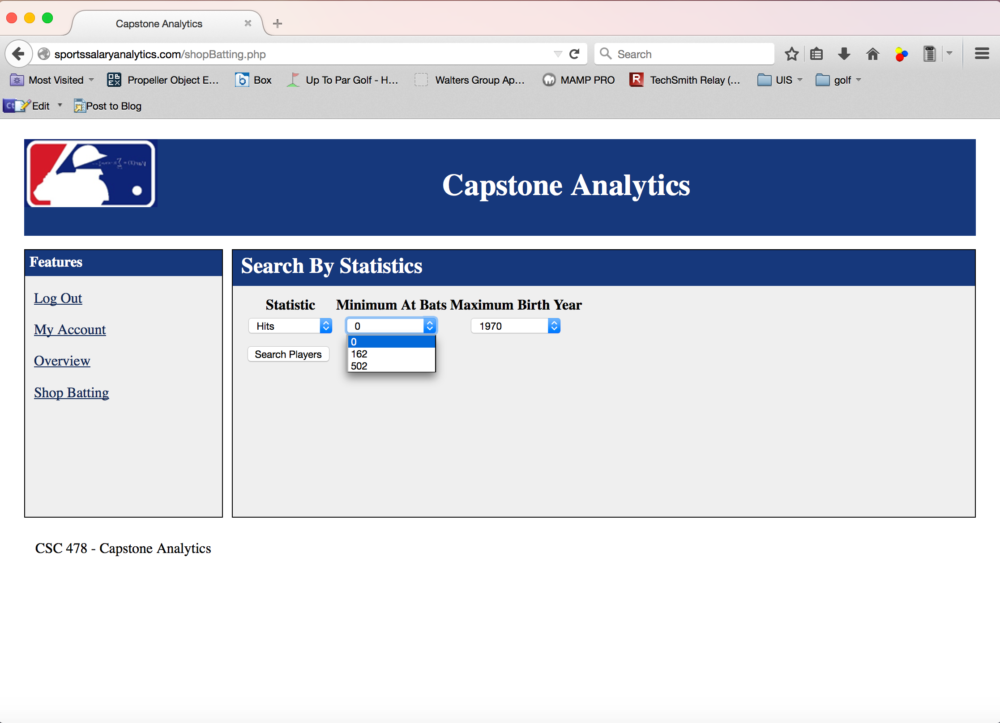 Capstone Analytics
sportssalaryanalytics.com/shopBatting.php
Search
Most Visited
Propeller Object E...
Box
Up To Par Golf - H...
Walters Group Ap...
MAMP PRO
TechSmith Relay (...
UIS
golf
Edit
Post to Blog
Capstone Analytics
Features
Log Out
My Account
Overview
Shop Batting
Search By Statistics
Statistic Minimum At Bats Maximum Birth Year
Hits 0 1970
0
162
502
Search Players
CSC 478 - Capstone Analytics